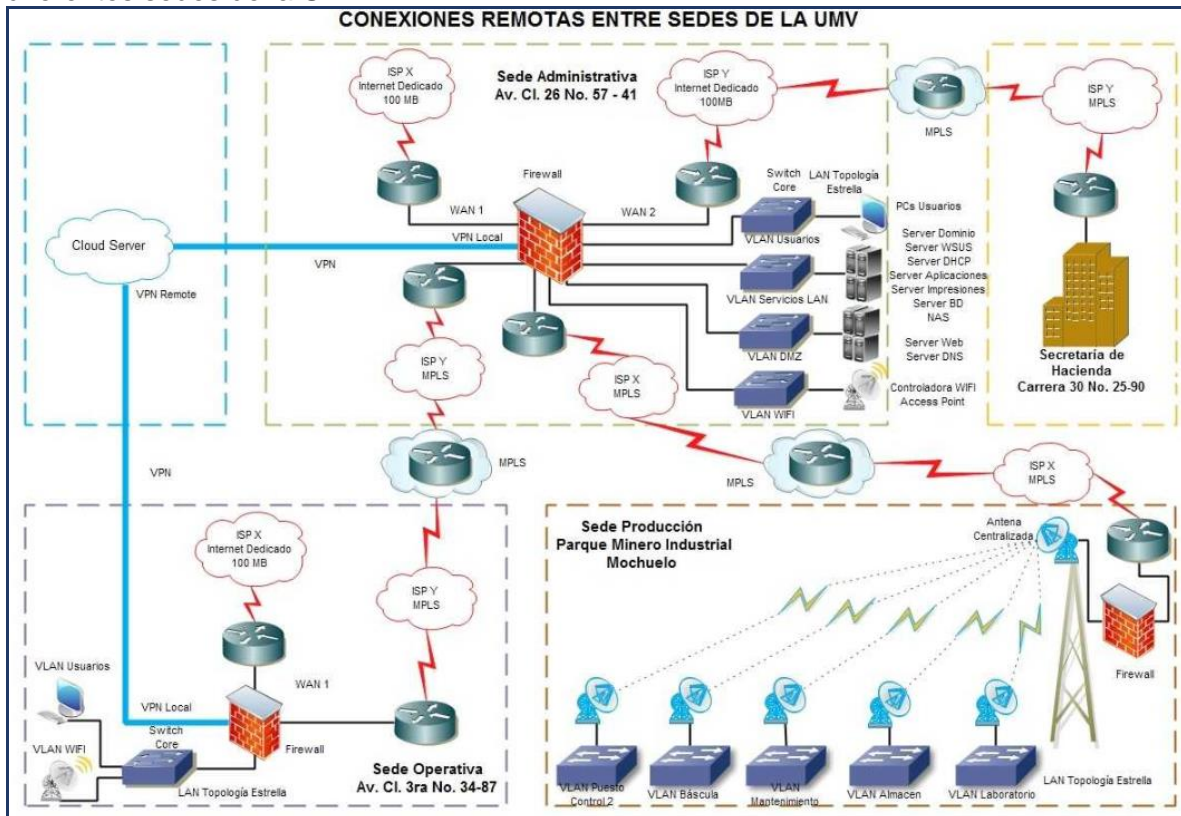 CONEXIONES REMOTAS ENTRE SEDES DE LA UMV
ISP X
Internet Dedicado
100 MB
Sede Administrativa
Av. Cl. 26 No. 57 - 41
ISP Y
Internet Dedicado
100MB
MPLS
ISP Y
MPLS
Firewall
WAN 1
WAN 2
VPN Local
Switch
Core
LAN Topología
Estrella
PCs Usuarios
VLAN Usuarios
Cloud Server
VPN
VPN Remote
Server Dominio
Server WSUS
Server DHCP
Server Aplicaciones
Server Impresiones
Server BD
NAS
VLAN Servicios LAN
Server Web
Server DNS
VLAN DMZ
Controladora WIFI
Access Point
VLAN WIFI
Secretaría de
Hacienda
Carrera 30 No. 25-90
ISP Y
MPLS
ISP X
MPLS
VPN
MPLS
MPLS
ISP X
MPLS
ISP X
Internet Dedicado
100 MB
ISP Y
MPLS
VLAN Usuarios
WAN 1
VPN Local
Switch
Core
VLAN WIFI
Firewall
LAN Topología Estrella
Sede Operativa
Av. Cl. 3ra No. 34-87
Sede Producción
Parque Minero Industrial
Mochuelo
Antena
Centralizada
Firewall
VLAN Puesto
Control 2
VLAN Báscula
VLAN
Mantenimiento
VLAN Almacen
VLAN Laboratorio
LAN Topología Estrella